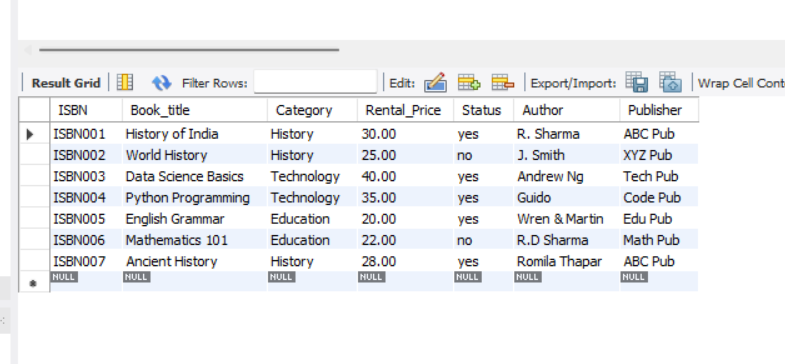 Result Grid Filter Rows: Edit: Export/Import: Wrap Cell Cont
ISBN Book_title Category Rental_Price Status Author Publisher
ISBN001 History of India History 30.00 yes R. Sharma ABC Pub
ISBN002 World History History 25.00 no J. Smith XYZ Pub
ISBN003 Data Science Basics Technology 40.00 yes Andrew Ng Tech Pub
ISBN004 Python Programming Technology 35.00 yes Guido Code Pub
ISBN005 English Grammar Education 20.00 yes Wren & Martin Edu Pub
ISBN006 Mathematics 101 Education 22.00 no R.D Sharma Math Pub
ISBN007 Ancient History History 28.00 yes Romila Thapar ABC Pub
NULL NULL NULL NULL NULL NULL NULL